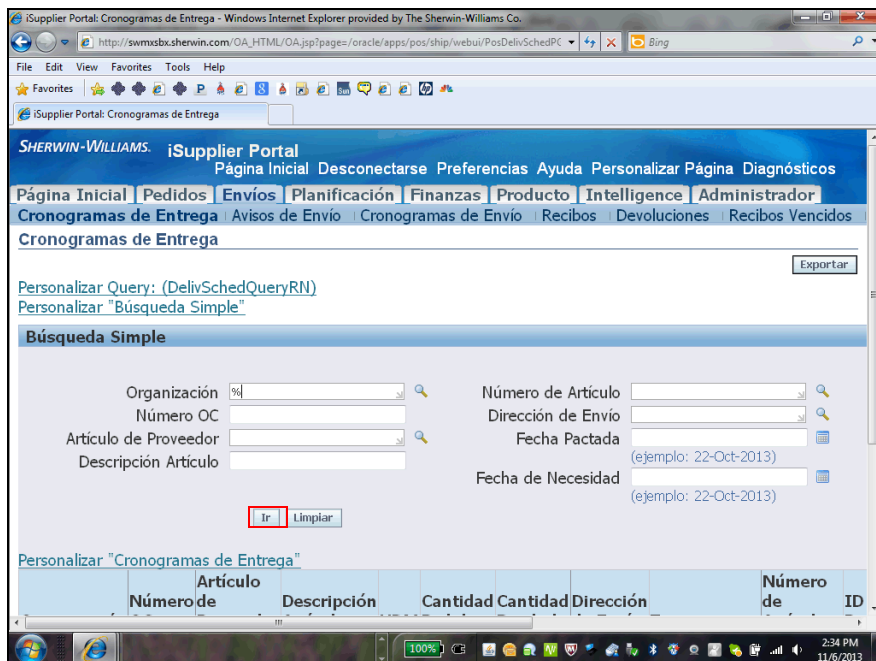 iSupplier Portal: Cronogramas de Entrega - Windows Internet Explorer provided by The Sherwin-Williams Co.
http://swmxsbx.sherwin.com/OA_HTML/OA.jsp?page=/oracle/apps/pos/ship/webui/PosDelivSchedPC
Bing
File Edit View Favorites Tools Help
Favorites
iSupplier Portal: Cronogramas de Entrega
SHERWIN-WILLIAMS. iSupplier Portal
Página Inicial Desconectarse Preferencias Ayuda Personalizar Página Diagnósticos
Página Inicial Pedidos Envíos Planificación Finanzas Producto Intelligence Administrador
Cronogramas de Entrega Avisos de Envío Cronogramas de Envío Recibos Devoluciones Recibos Vencidos
Cronogramas de Entrega
Exportar
Personalizar Query: (DelivSchedQueryRN)
Personalizar "Búsqueda Simple"
Búsqueda Simple
Organización %
Número OC
Artículo de Proveedor
Descripción Artículo
Número de Artículo
Dirección de Envío
Fecha Pactada
(ejemplo: 22-Oct-2013)
Fecha de Necesidad
(ejemplo: 22-Oct-2013)
Ir Limpiar
Personalizar "Cronogramas de Entrega"
Artículo Número
Número de Descripción Cantidad Cantidad Dirección de ID
100%
2:34 PM
11/6/2013